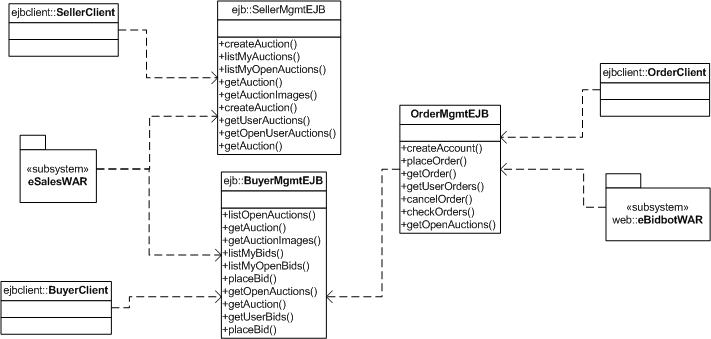 ejbclient::SellerClient
ejb::SellerMgmtEJB
+createAuction()
+listMyAuctions()
+listMyOpenAuctions()
+getAuction()
+getAuctionImages()
+createAuction()
+getUserAuctions()
+getOpenUserAuctions()
+getAuction()
«subsystem»
eSalesWAR
ejb::BuyerMgmtEJB
+listOpenAuctions()
+getAuction()
+getAuctionImages()
+listMyBids()
+listMyOpenBids()
+placeBid()
+getOpenAuctions()
+getAuction()
+getUserBids()
+placeBid()
ejbclient::BuyerClient
OrderMgmtEJB
+createAccount()
+placeOrder()
+getOrder()
+getUserOrders()
+cancelOrder()
+checkOrders()
+getOpenAuctions()
ejbclient::OrderClient
«subsystem»
web::eBidbotWAR